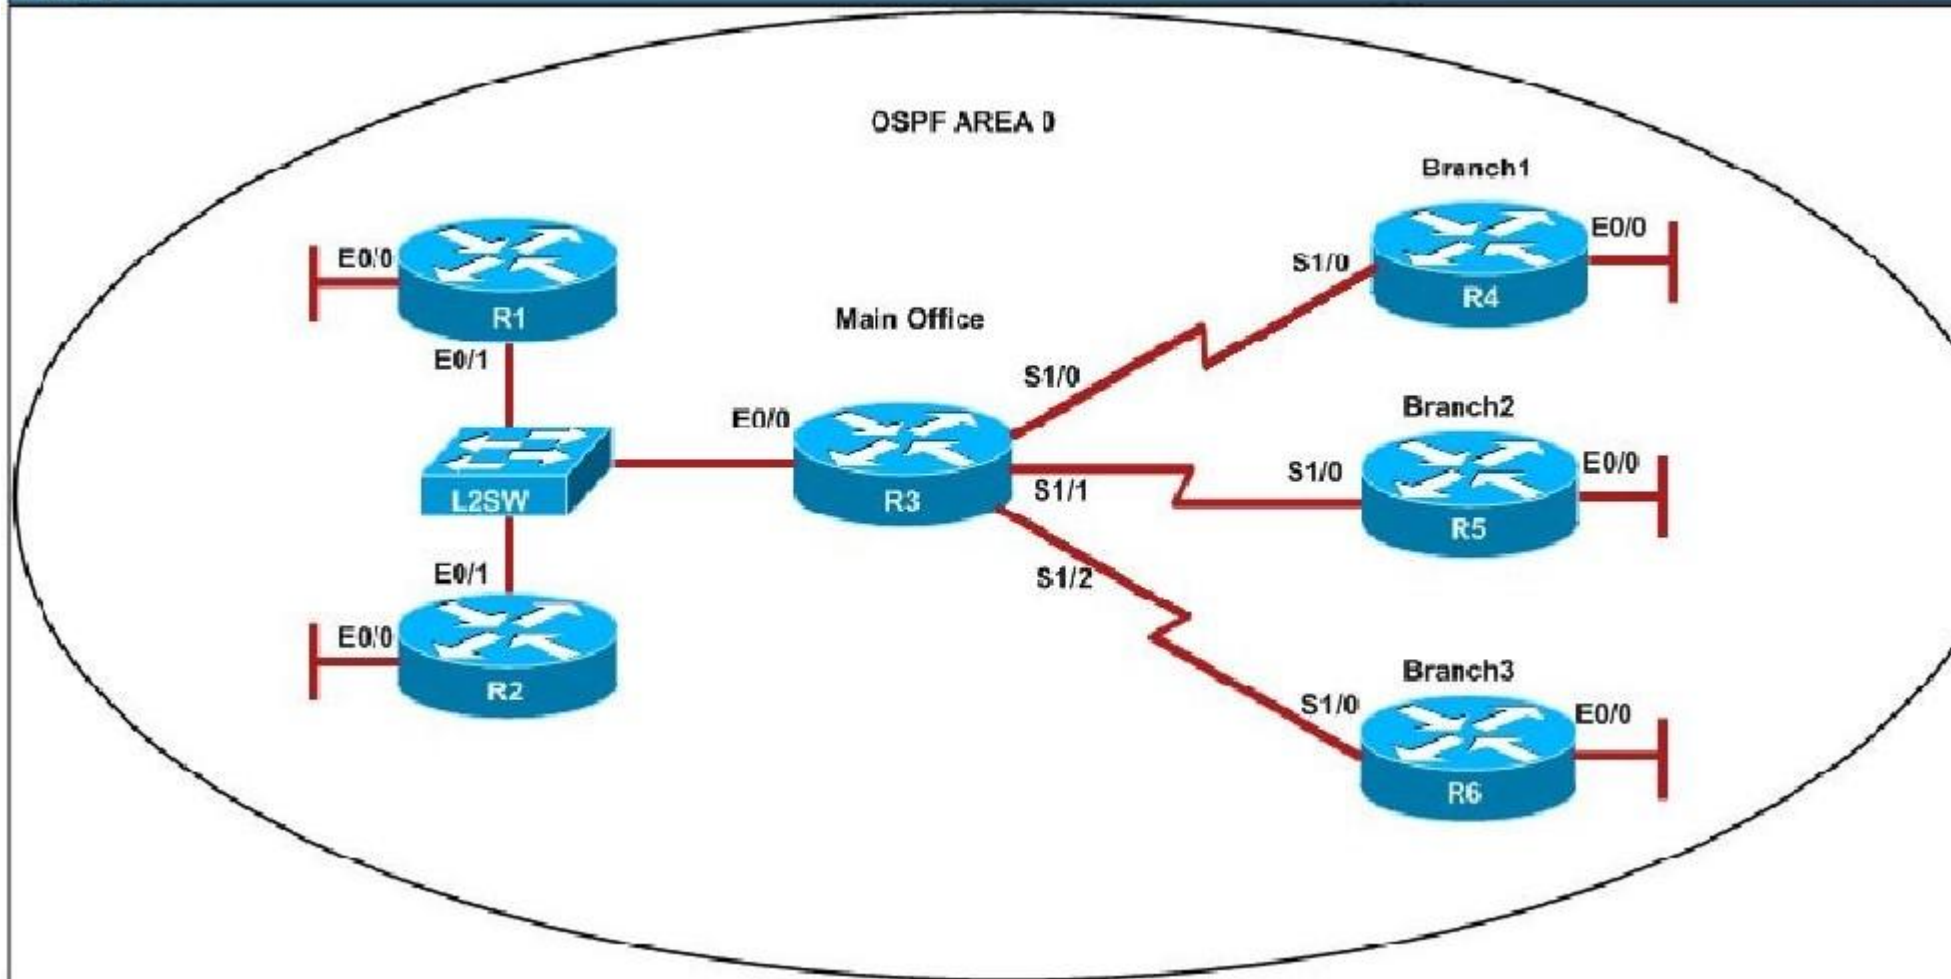 OSPF AREA 0
Branch1
E0/0
S1/0
R4
E0/0
R1
E0/1
Main Office
S1/0
E0/0
R3
S1/1
S1/2
Branch2
S1/0
E0/0
R5
L2SW
E0/1
E0/0
R2
Branch3
S1/0
E0/0
R6